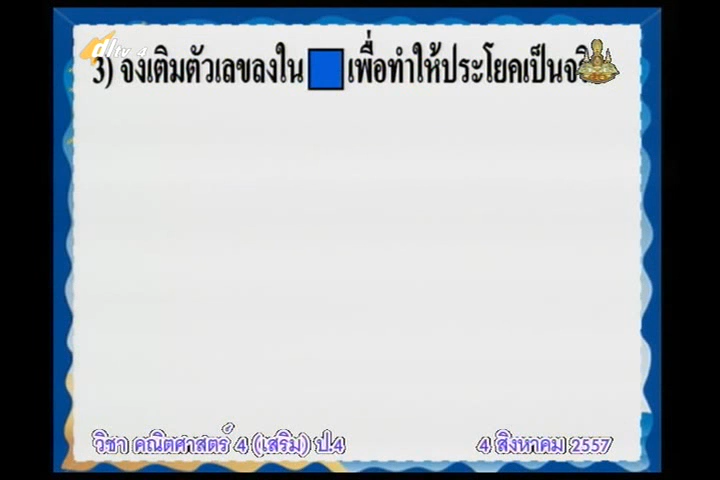 dltv 4
3) จงเติมตัวเลขลงใน เพื่อทำให้ประโยคเป็น
วิชา คณิตศาสตร์ 4 (เสริม) ป.4 4 สิงหาคม 2557